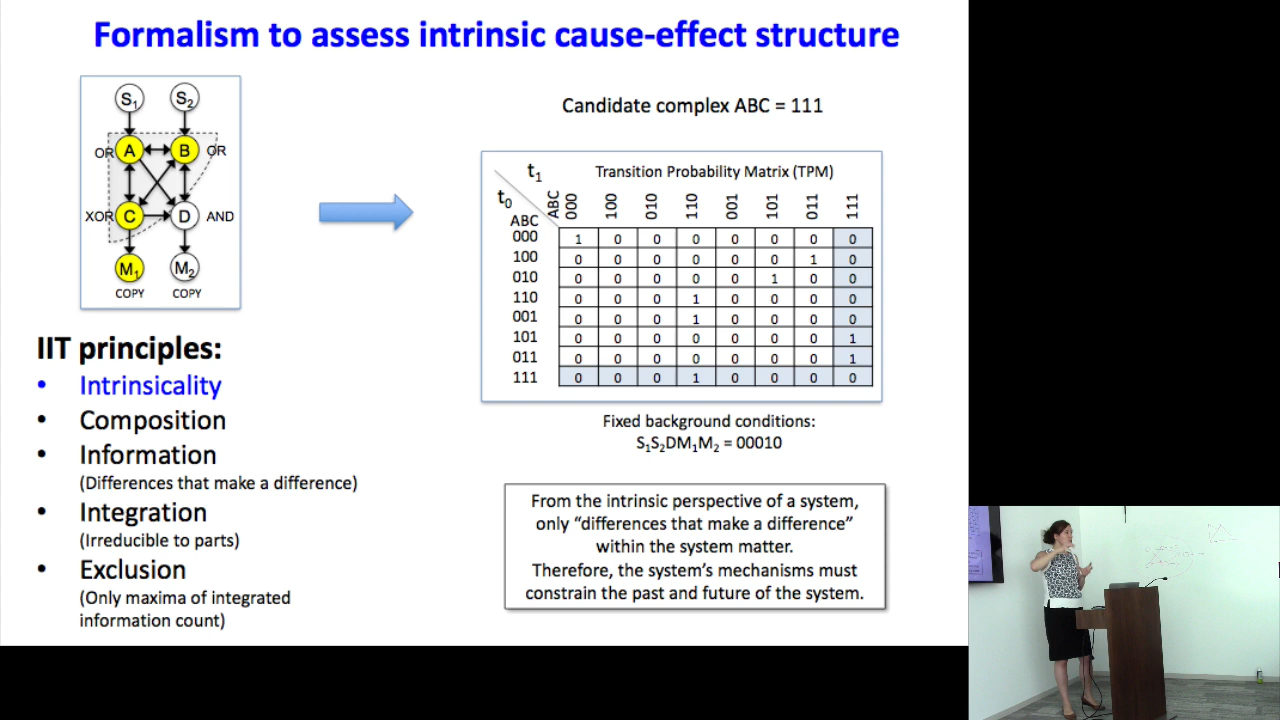 Formalism to assess intrinsic cause-effect structure
S1 S2
OR A B OR
XOR C D AND
M1 M2
COPY COPY
Candidate complex ABC = 111
t1 Transition Probability Matrix (TPM)
t0
ABC
ABC 000 100 010 110 001 101 011 111
000 1 0 0 0 0 0 0 0
100 0 0 0 0 0 0 1 0
010 0 0 0 0 0 1 0 0
110 0 0 0 1 0 0 0 0
001 0 0 0 1 0 0 0 0
101 0 0 0 0 0 0 0 1
011 0 0 0 0 0 0 0 1
111 0 0 0 1 0 0 0 0
Fixed background conditions:
S1S2DM1M2 = 00010
IIT principles:
• Intrinsicality
• Composition
• Information
(Differences that make a difference)
• Integration
(Irreducible to parts)
• Exclusion
(Only maxima of integrated
information count)
From the intrinsic perspective of a system,
only “differences that make a difference”
within the system matter.
Therefore, the system’s mechanisms must
constrain the past and future of the system.